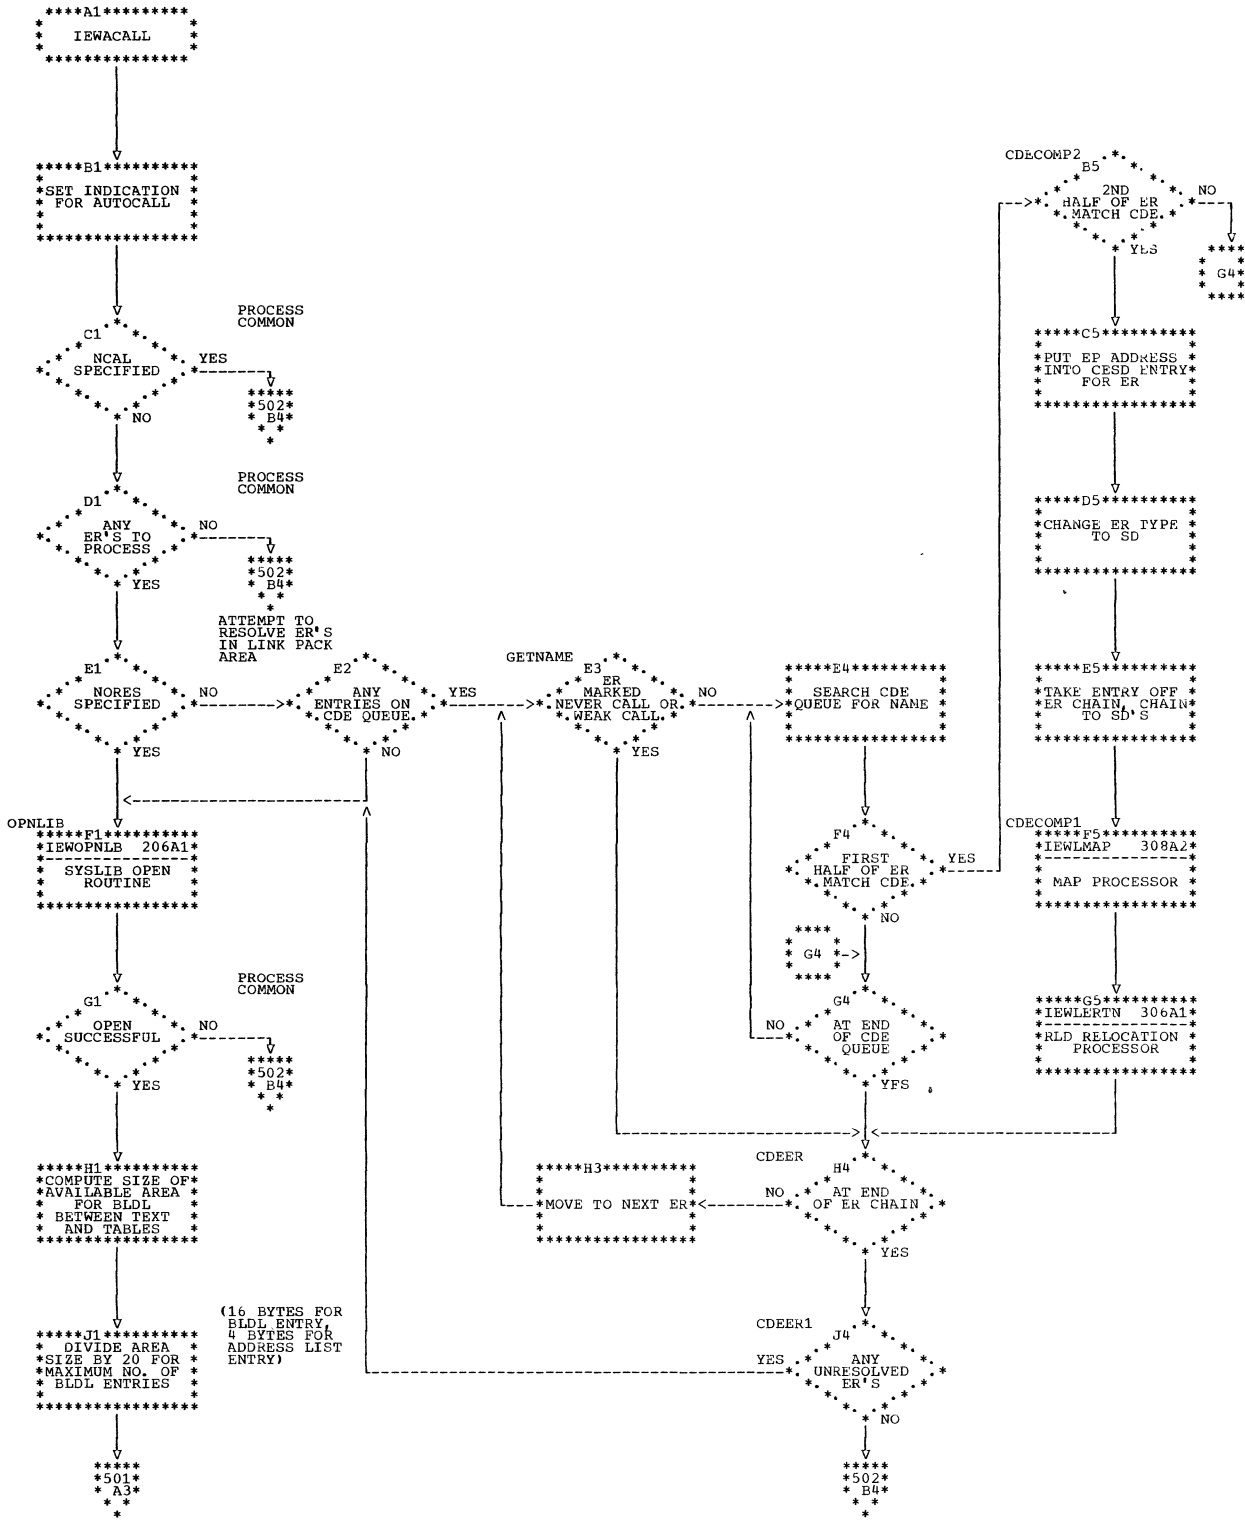 A1
IEWACALL
B1
SET INDICATION
FOR AUTOCALL
PROCESS
COMMON
C1
NCAL
SPECIFIED
YES
NO
502
B4
PROCESS
COMMON
D1
ANY
ER'S TO
PROCESS
NO
YES
502
B4
ATTEMPT TO
RESOLVE ER'S
IN LINK PACK
AREA
E1
NORES
SPECIFIED
NO
YES
E2
ANY
ENTRIES ON
CDE QUEUE
YES
NO
GETNAME
E3
ER
MARKED
NEVER CALL OR
WEAK CALL
NO
YES
E4
SEARCH CDE
QUEUE FOR NAME
F4
FIRST
HALF OF ER
MATCH CDE
YES
NO
G4
G4
AT END
OF CDE
QUEUE
NO
YES
CDEER
H4
AT END
OF ER CHAIN
NO
YES
H3
MOVE TO NEXT ER
CDEER1
J4
ANY
UNRESOLVED
ER'S
YES
NO
502
B4
CDECOMP2
B5
2ND
HALF OF ER
MATCH CDE
NO
YES
G4
C5
PUT EP ADDRESS
INTO CESD ENTRY
FOR ER
D5
CHANGE ER TYPE
TO SD
E5
TAKE ENTRY OFF
ER CHAIN, CHAIN
TO SD'S
CDECOMP1
F5
IEWLMAP 308A2
MAP PROCESSOR
G5
IEWLERTN 306A1
RLD RELOCATION
PROCESSOR
OPNLIB
F1
IEWOPNLB 206A1
SYSLIB OPEN
ROUTINE
PROCESS
COMMON
G1
OPEN
SUCCESSFUL
NO
YES
502
B4
H1
COMPUTE SIZE OF
AVAILABLE AREA
FOR BLDL
BETWEEN TEXT
AND TABLES
(16 BYTES FOR
BLDL ENTRY,
4 BYTES FOR
ADDRESS LIST
ENTRY)
J1
DIVIDE AREA
SIZE BY 20 FOR
MAXIMUM NO. OF
BLDL ENTRIES
501
A3